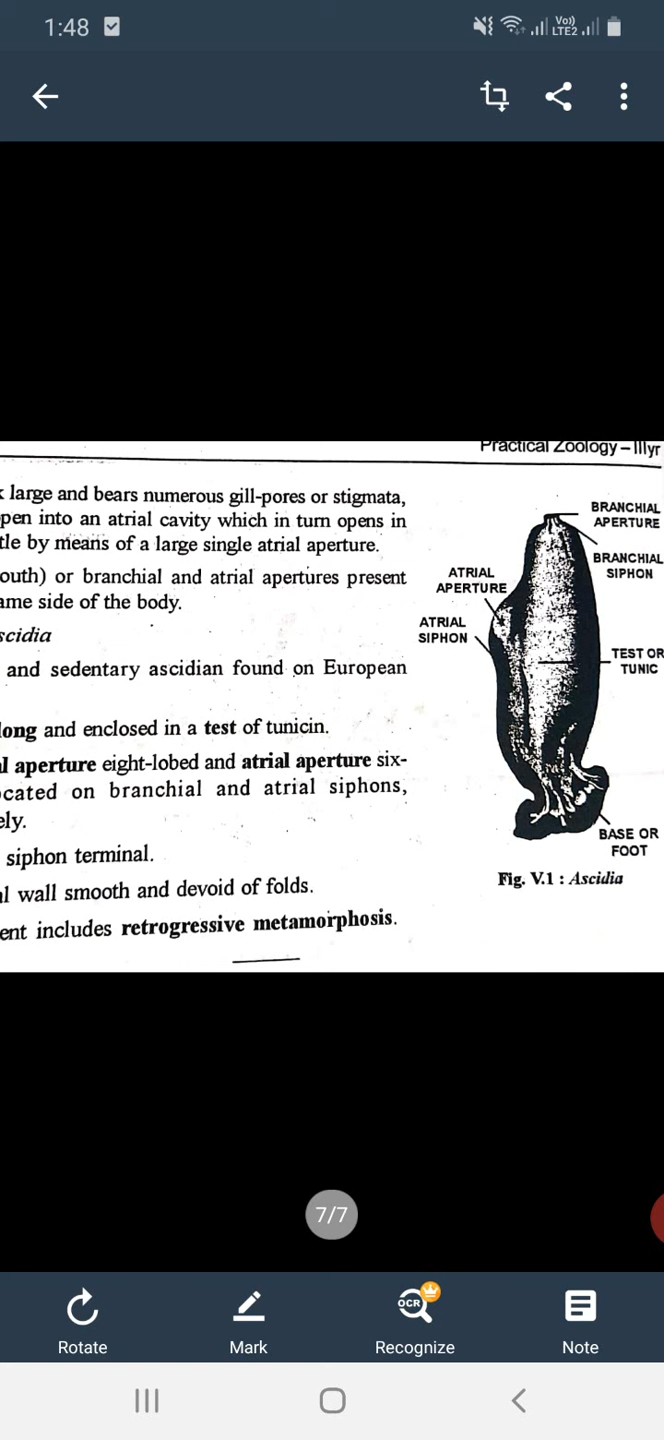 1:48
Vo))
LTE2
Practical Zoology – IIIyr
large and bears numerous gill-pores or stigmata,
pen into an atrial cavity which in turn opens in
tle by means of a large single atrial aperture.
outh) or branchial and atrial apertures present
ame side of the body.
scidia
and sedentary ascidian found on European
long and enclosed in a test of tunicin.
l aperture eight-lobed and atrial aperture six-
ocated on branchial and atrial siphons,
ely.
siphon terminal.
l wall smooth and devoid of folds.
ent includes retrogressive metamorphosis.
BRANCHIAL
APERTURE
BRANCHIAL
SIPHON
ATRIAL
APERTURE
ATRIAL
SIPHON
TEST OR
TUNIC
BASE OR
FOOT
Fig. V.1 : Ascidia
7/7
OCR
Rotate
Mark
Recognize
Note